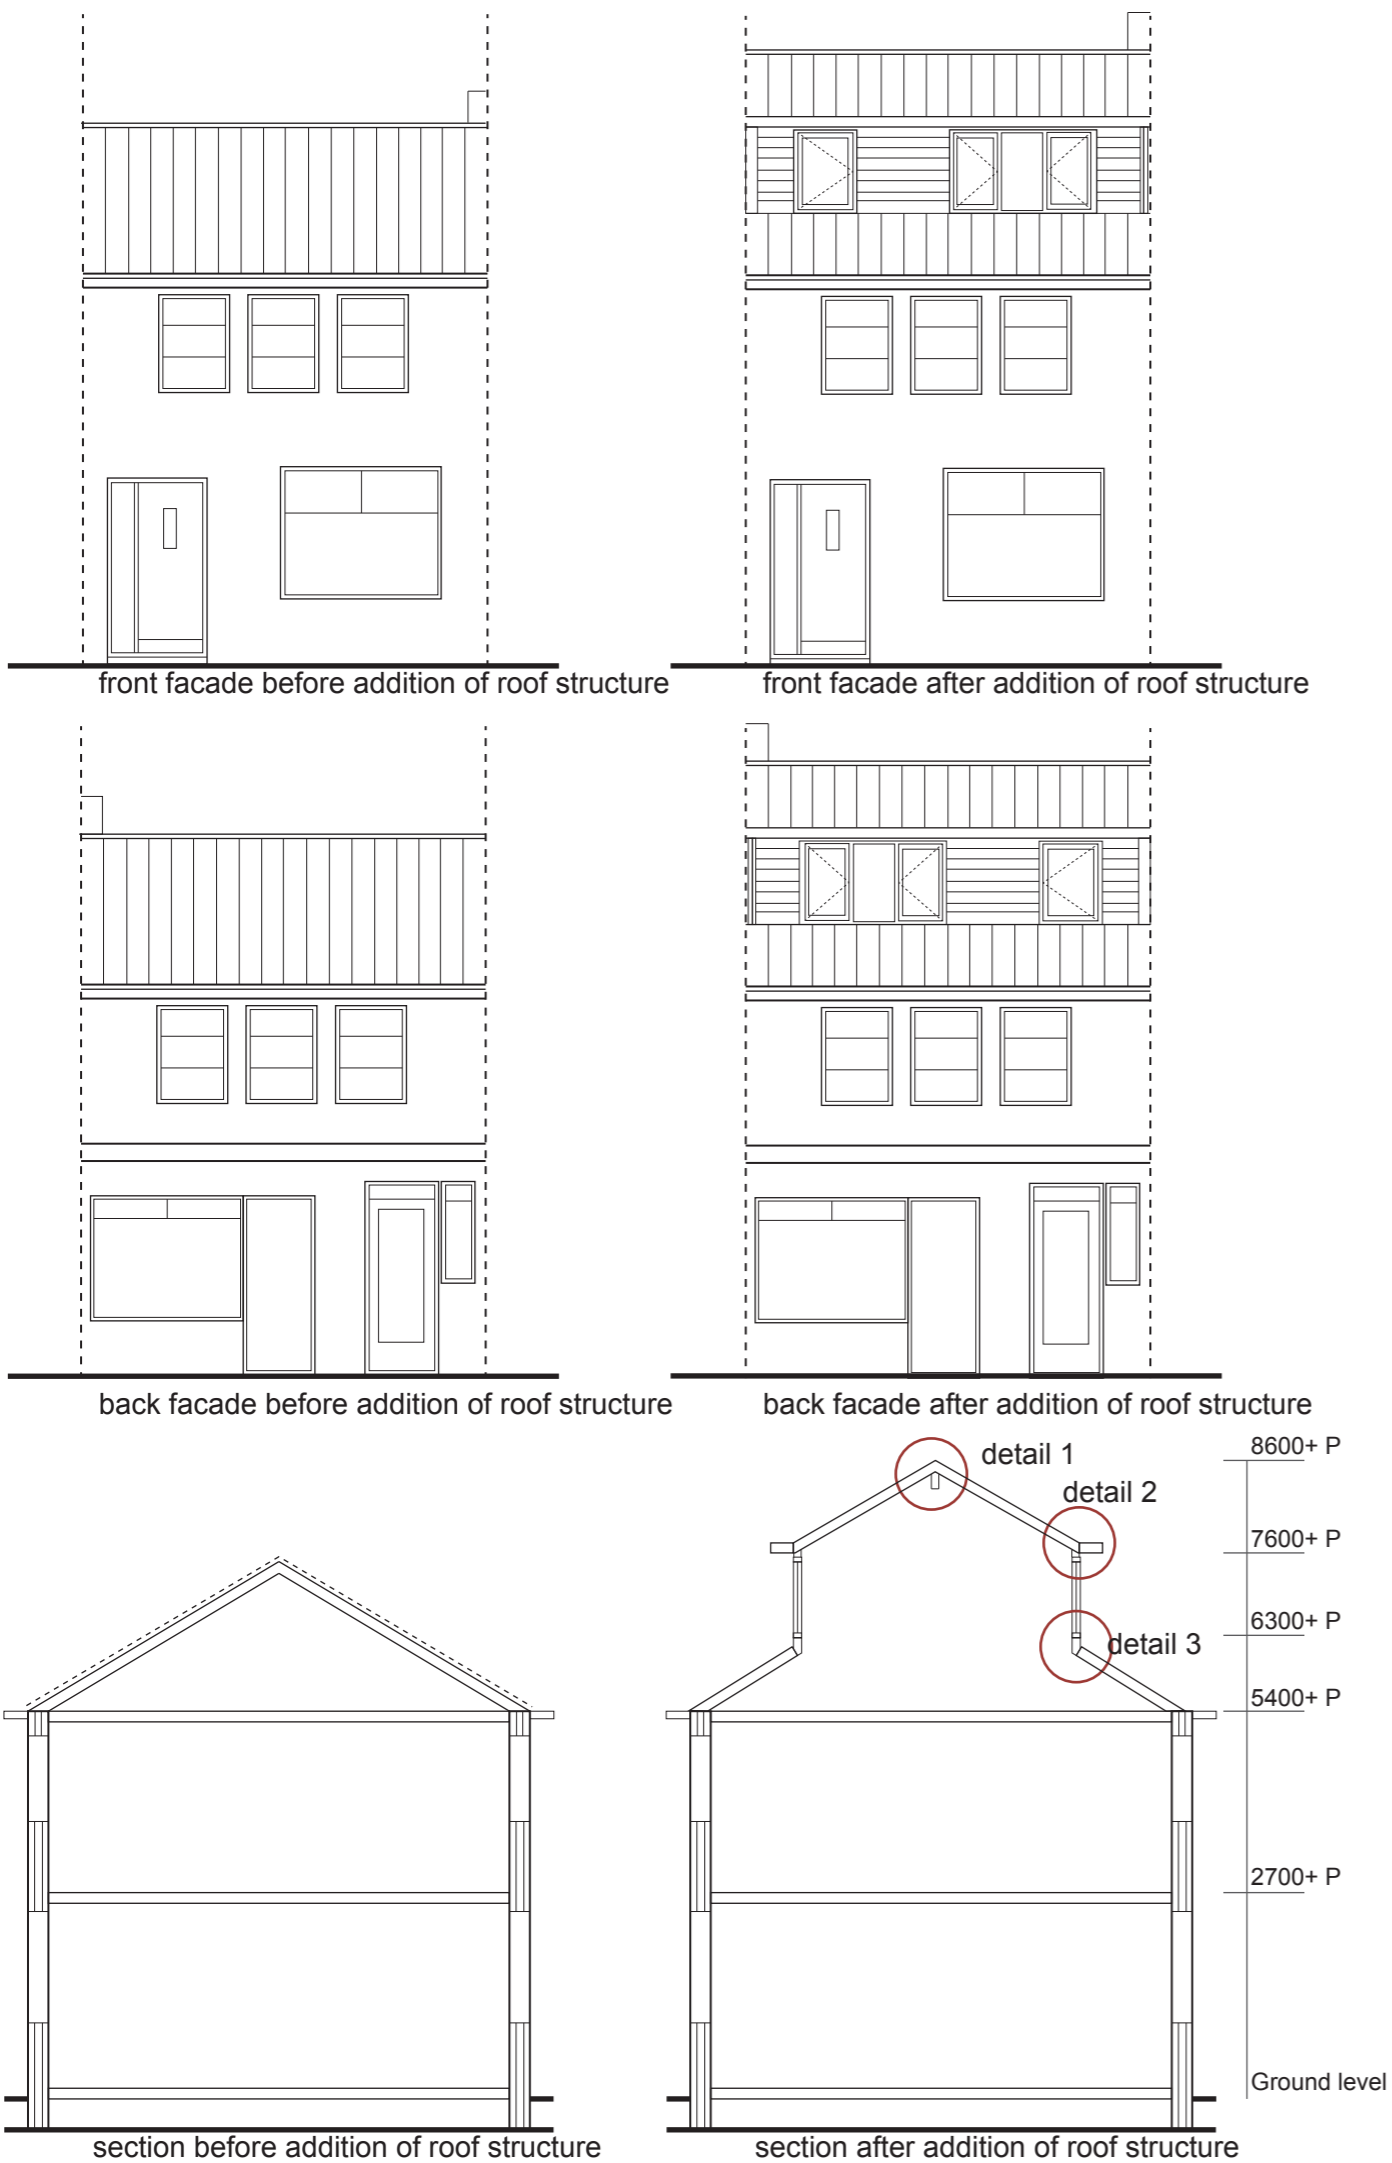 front facade before addition of roof structure
front facade after addition of roof structure
back facade before addition of roof structure
back facade after addition of roof structure
detail 1
8600+ P
detail 2
7600+ P
6300+ P
detail 3
5400+ P
2700+ P
Ground level
section before addition of roof structure
section after addition of roof structure